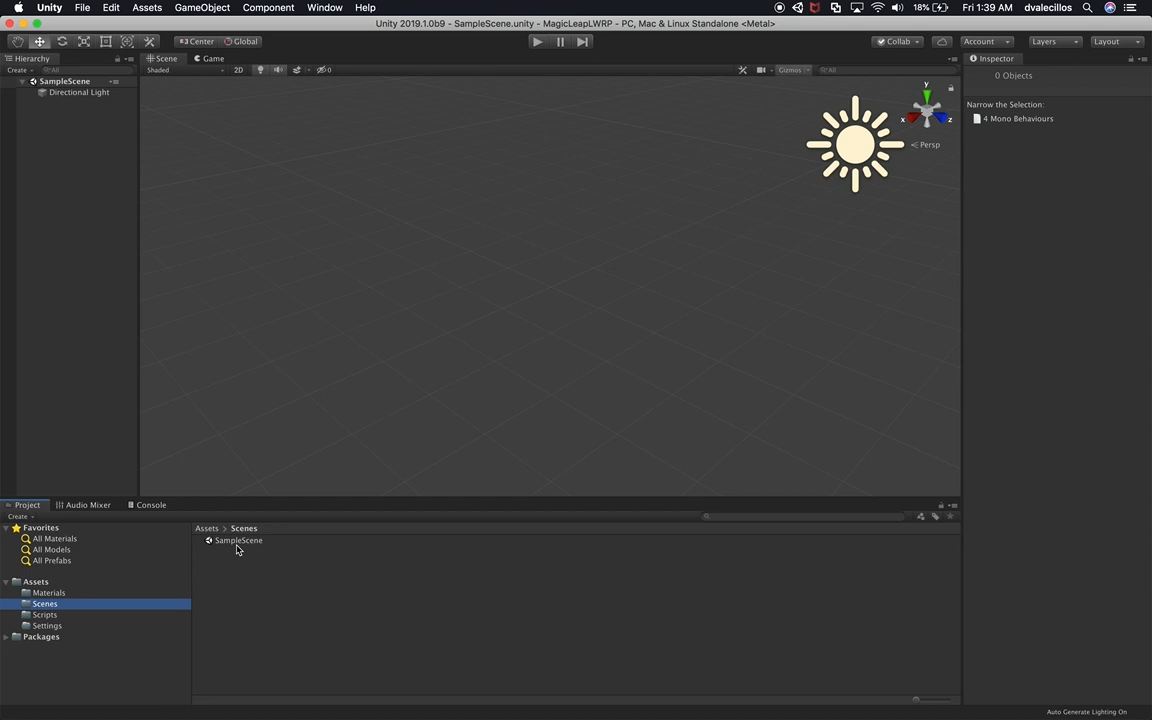 Unity File Edit Assets GameObject Component Window Help 18% Fri 1:39 AM dvalecillos
Unity 2019.1.0b9 - SampleScene.unity - MagicLeapLWRP - PC, Mac & Linux Standalone <Metal>
Center Global Collab Account Layers Layout
Hierarchy Scene Game Inspector
Create All Shaded 2D 0 Gizmos All 0 Objects
SampleScene
Directional Light
y
x z
Persp
Narrow the Selection:
4 Mono Behaviours
Project Audio Mixer Console
Create
Favorites
All Materials
All Models
All Prefabs
Assets
Materials
Scenes
Scripts
Settings
Packages
Assets > Scenes
SampleScene
Auto Generate Lighting On